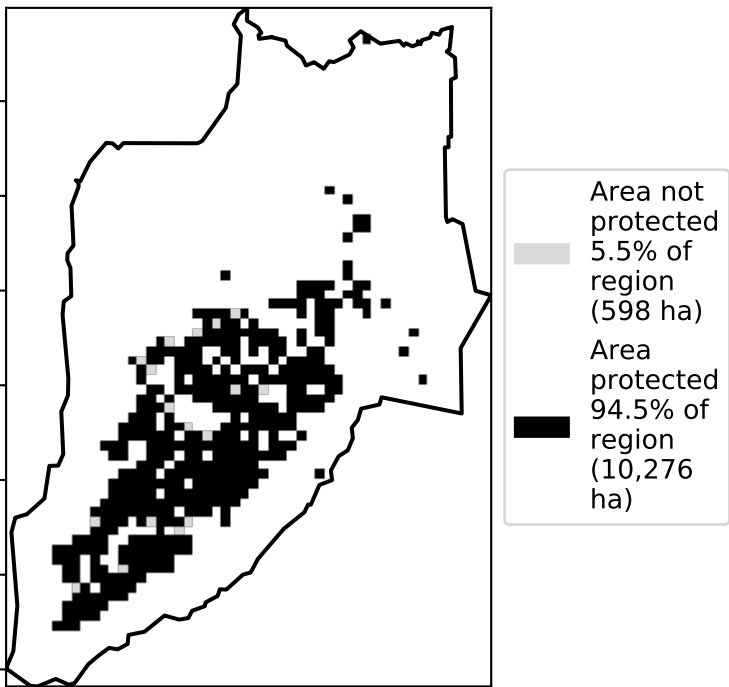 Area not
protected
5.5% of
region
(598 ha)
Area
protected
94.5% of
region
(10,276
ha)